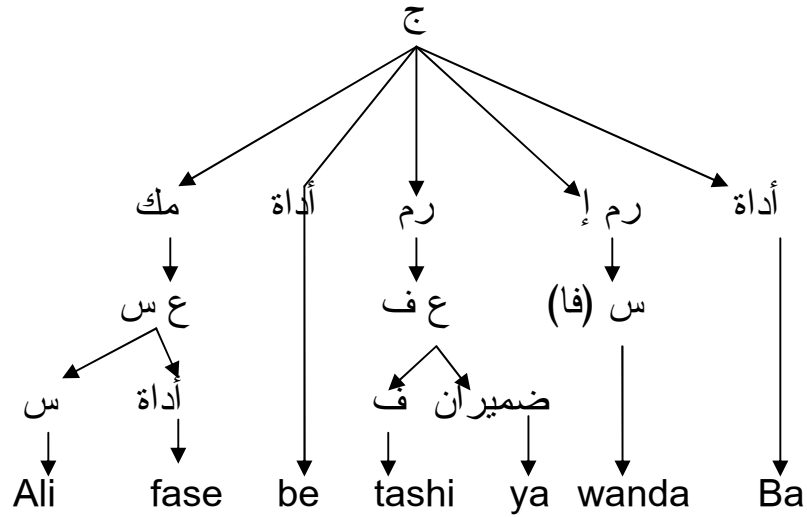 ج
أداة رم إ رم أداة مك
س (فا) ع ف ع س
ضميران ف أداة س
Ali fase be tashi ya wanda Ba